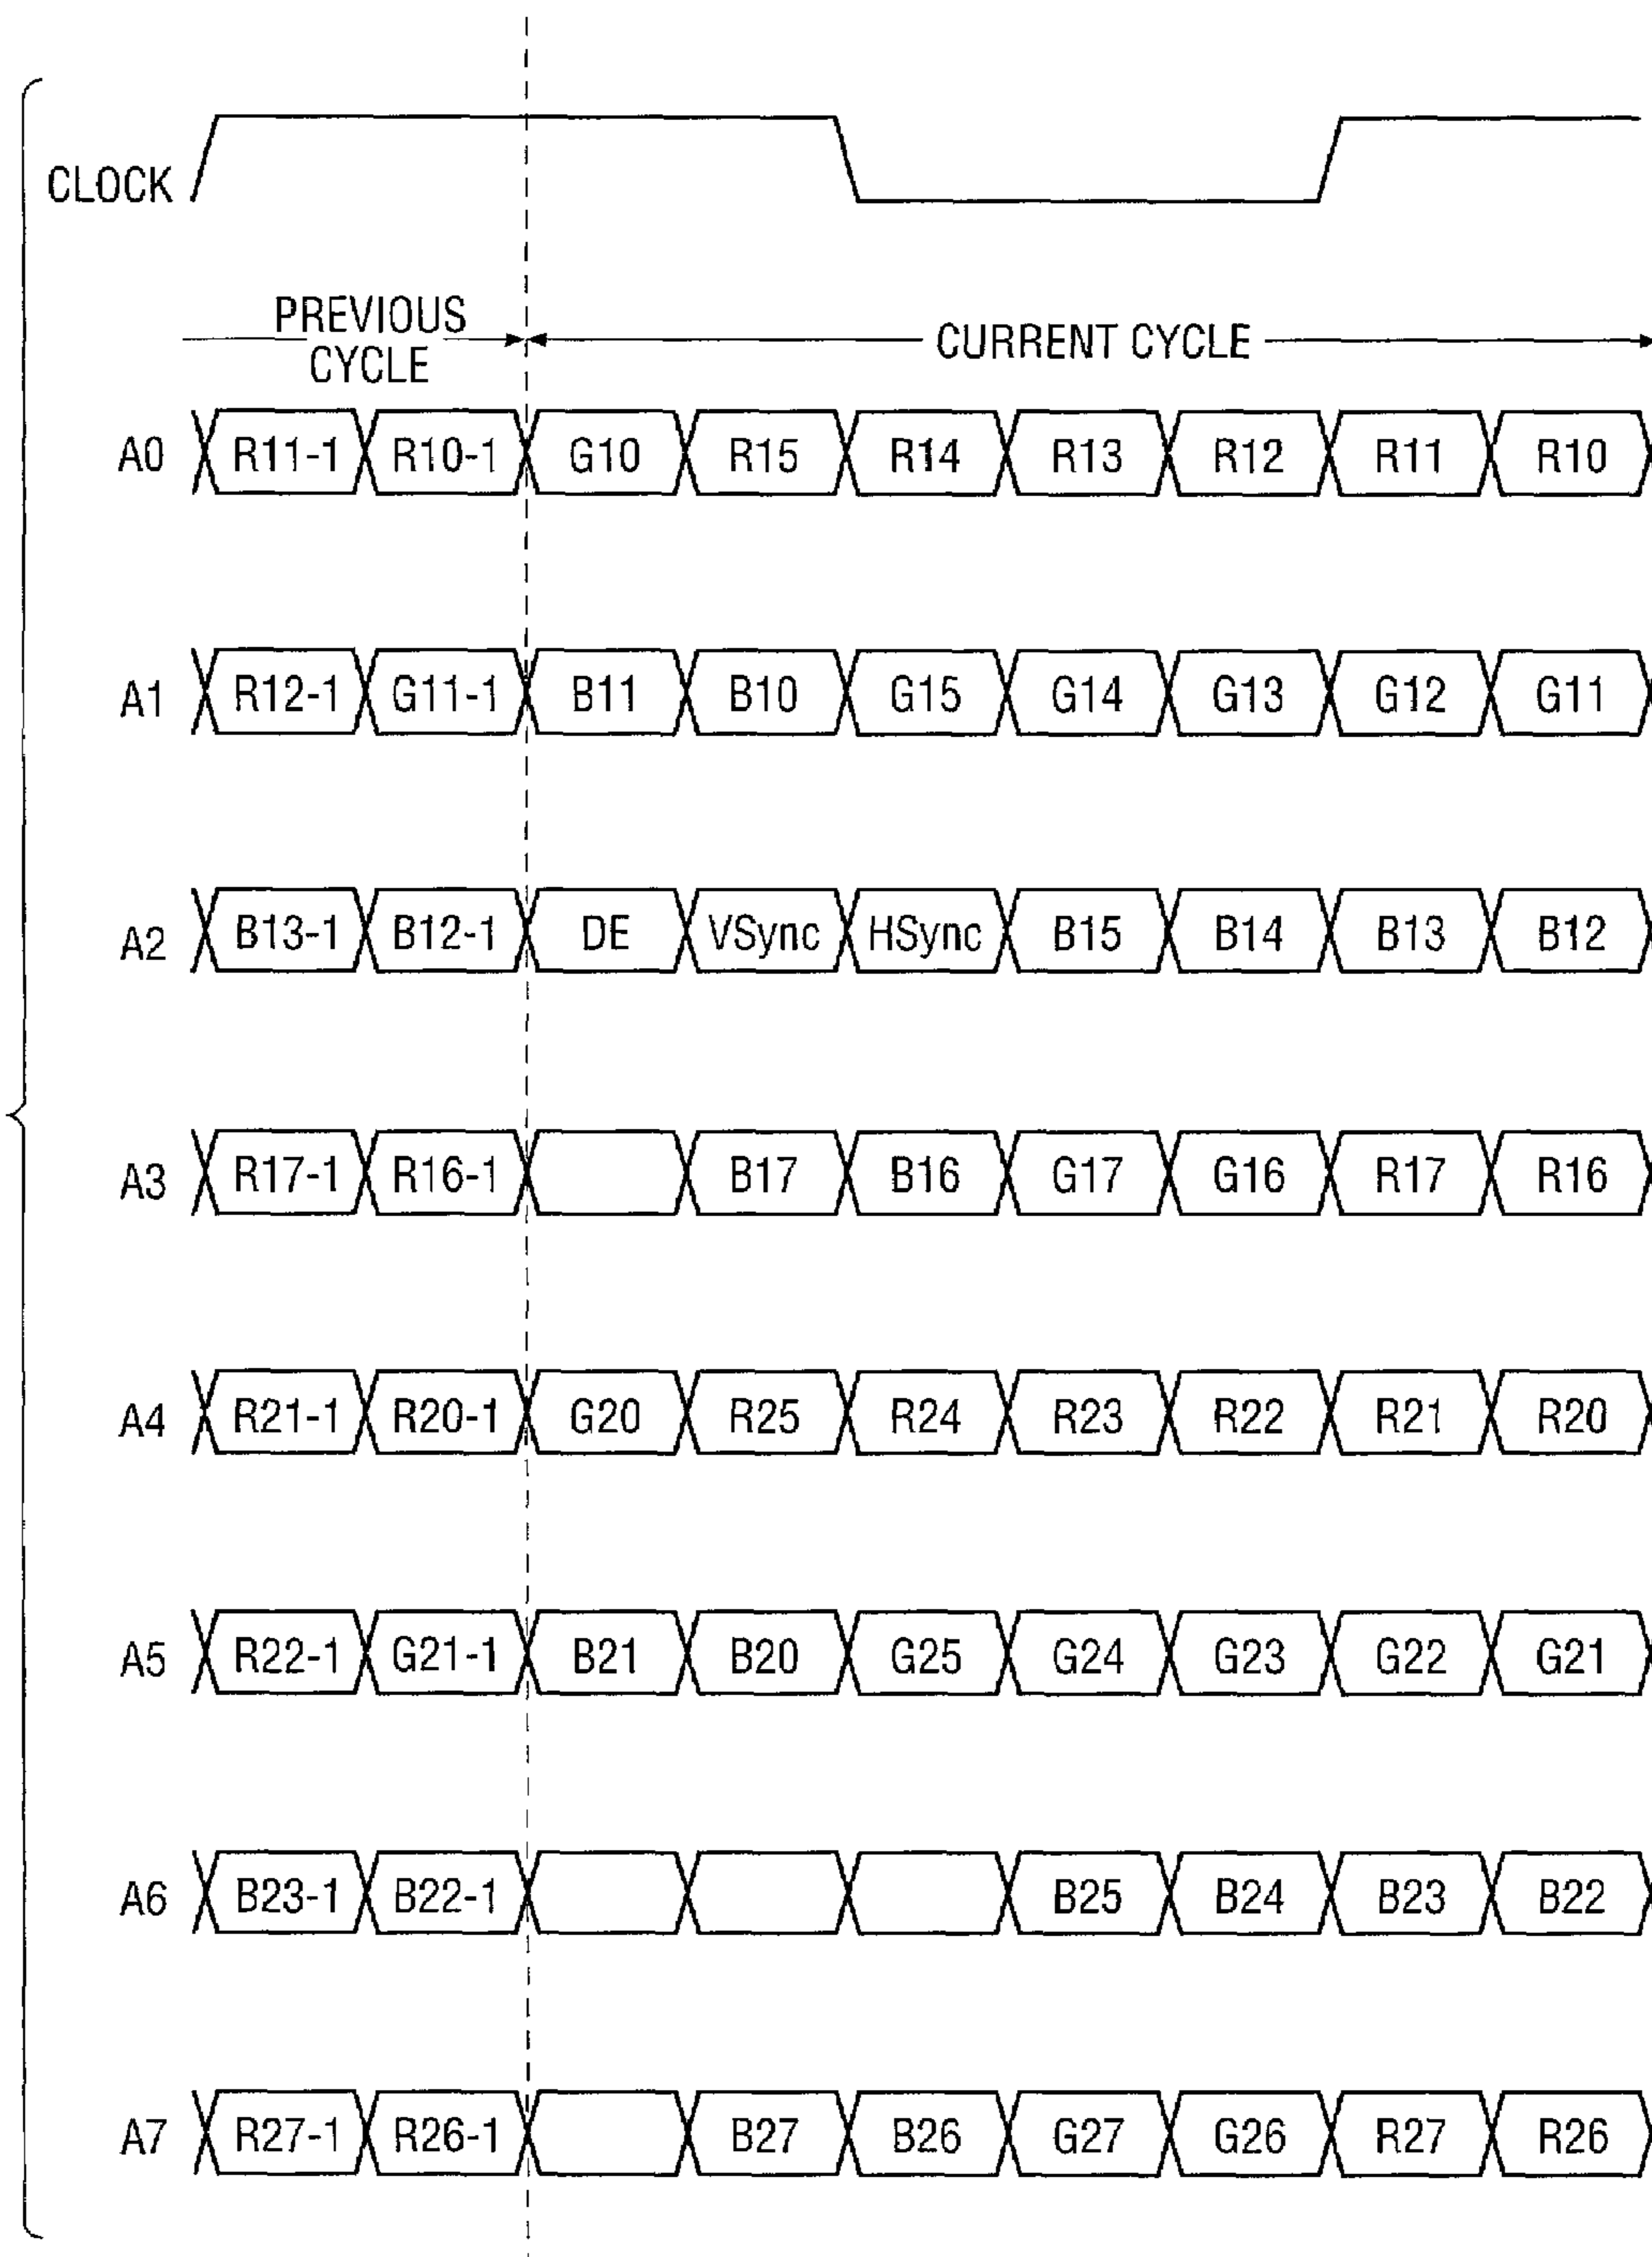 CLOCK
PREVIOUS
CYCLE
CURRENT CYCLE
A0 R11-1 R10-1 G10 R15 R14 R13 R12 R11 R10
A1 R12-1 G11-1 B11 B10 G15 G14 G13 G12 G11
A2 B13-1 B12-1 DE VSync HSync B15 B14 B13 B12
A3 R17-1 R16-1 B17 B16 G17 G16 R17 R16
A4 R21-1 R20-1 G20 R25 R24 R23 R22 R21 R20
A5 R22-1 G21-1 B21 B20 G25 G24 G23 G22 G21
A6 B23-1 B22-1 B25 B24 B23 B22
A7 R27-1 R26-1 B27 B26 G27 G26 R27 R26